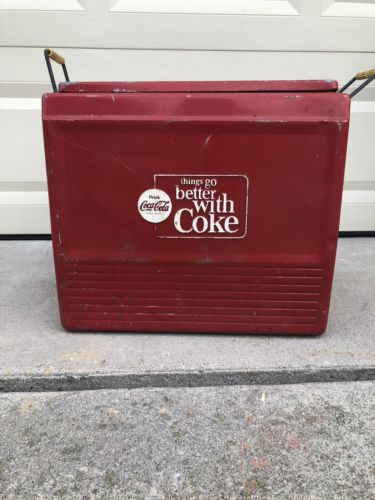 things go
better
with
Coke
Drink
Coca-Cola